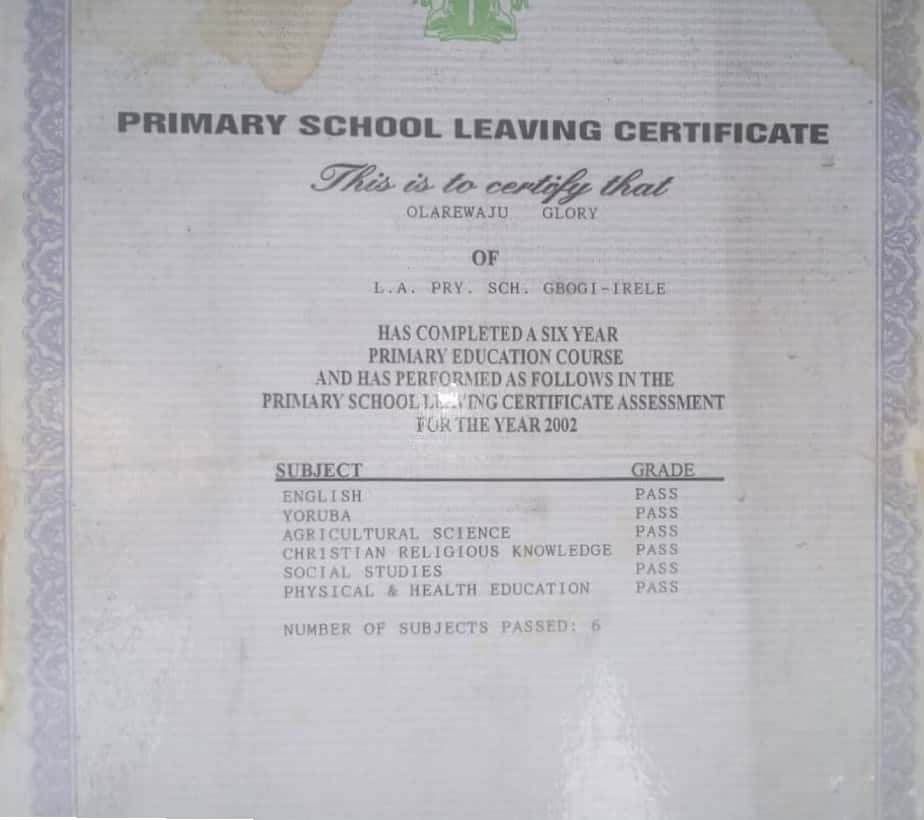 PRIMARY SCHOOL LEAVING CERTIFICATE
This is to certify that
OLAREWAJU GLORY
OF
L.A. PRY. SCH. GBOGI-IRELE
HAS COMPLETED A SIX YEAR
PRIMARY EDUCATION COURSE
AND HAS PERFORMED AS FOLLOWS IN THE
PRIMARY SCHOOL LEAVING CERTIFICATE ASSESSMENT
FOR THE YEAR 2002
SUBJECT GRADE
ENGLISH PASS
YORUBA PASS
AGRICULTURAL SCIENCE PASS
CHRISTIAN RELIGIOUS KNOWLEDGE PASS
SOCIAL STUDIES PASS
PHYSICAL & HEALTH EDUCATION PASS
NUMBER OF SUBJECTS PASSED: 6